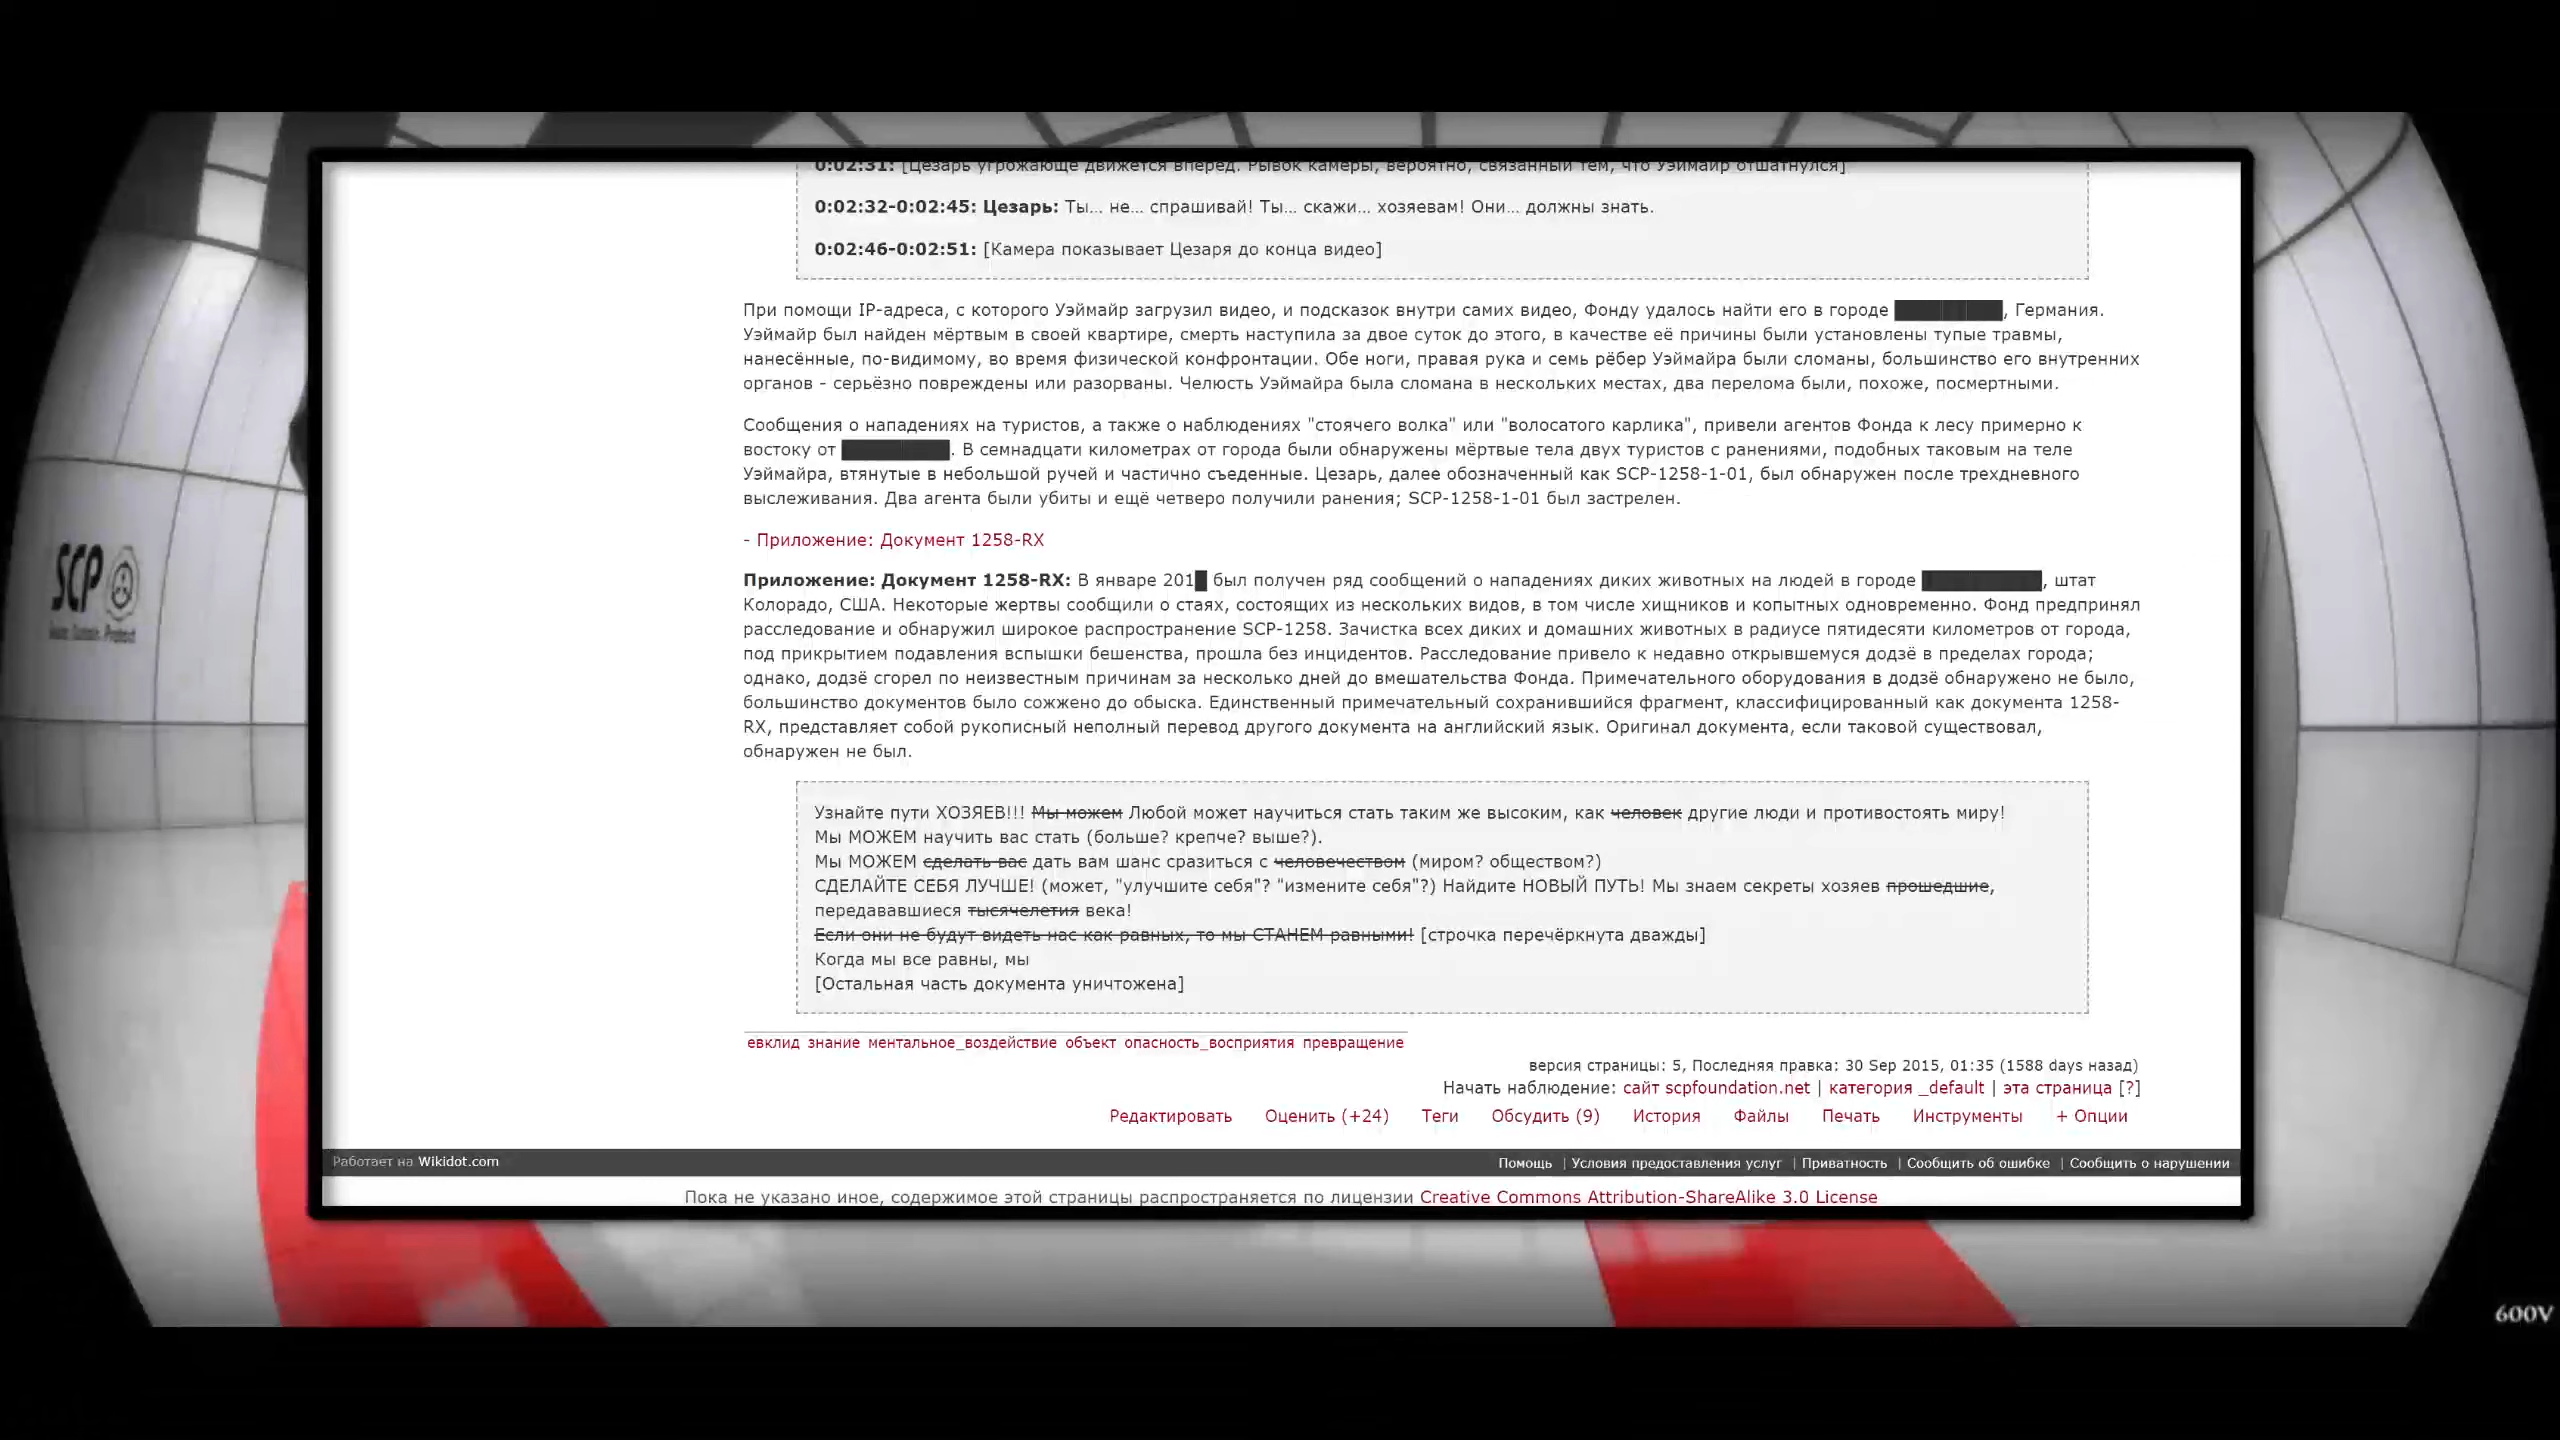 0:02:31: [Цезарь угрожающе движется вперёд. Рывок камеры, вероятно, связанный тем, что Уэймайр отшатнулся]
0:02:32-0:02:45: Цезарь: Ты... не... спрашивай! Ты... скажи... хозяевам! Они... должны знать.
0:02:46-0:02:51: [Камера показывает Цезаря до конца видео]
При помощи IP-адреса, с которого Уэймайр загрузил видео, и подсказок внутри самих видео, Фонду удалось найти его в городе █████████, Германия.
Уэймайр был найден мёртвым в своей квартире, смерть наступила за двое суток до этого, в качестве её причины были установлены тупые травмы,
нанесённые, по-видимому, во время физической конфронтации. Обе ноги, правая рука и семь рёбер Уэймайра были сломаны, большинство его внутренних
органов - серьёзно повреждены или разорваны. Челюсть Уэймайра была сломана в нескольких местах, два перелома были, похоже, посмертными.
Сообщения о нападениях на туристов, а также о наблюдениях "стоячего волка" или "волосатого карлика", привели агентов Фонда к лесу примерно к
востоку от █████████. В семнадцати километрах от города были обнаружены мёртвые тела двух туристов с ранениями, подобных таковым на теле
Уэймайра, втянутые в небольшой ручей и частично съеденные. Цезарь, далее обозначенный как SCP-1258-1-01, был обнаружен после трехдневного
выслеживания. Два агента были убиты и ещё четверо получили ранения; SCP-1258-1-01 был застрелен.
- Приложение: Документ 1258-RX
Приложение: Документ 1258-RX: В январе 201█ был получен ряд сообщений о нападениях диких животных на людей в городе ██████████, штат
Колорадо, США. Некоторые жертвы сообщили о стаях, состоящих из нескольких видов, в том числе хищников и копытных одновременно. Фонд предпринял
расследование и обнаружил широкое распространение SCP-1258. Зачистка всех диких и домашних животных в радиусе пятидесяти километров от города,
под прикрытием подавления вспышки бешенства, прошла без инцидентов. Расследование привело к недавно открывшемуся додзё в пределах города;
однако, додзё сгорел по неизвестным причинам за несколько дней до вмешательства Фонда. Примечательного оборудования в додзё обнаружено не было,
большинство документов было сожжено до обыска. Единственный примечательный сохранившийся фрагмент, классифицированный как документа 1258-
RX, представляет собой рукописный неполный перевод другого документа на английский язык. Оригинал документа, если таковой существовал,
обнаружен не был.
Узнайте пути ХОЗЯЕВ!!! Мы можем Любой может научиться стать таким же высоким, как человек другие люди и противостоять миру!
Мы МОЖЕМ научить вас стать (больше? крепче? выше?).
Мы МОЖЕМ сделать вас дать вам шанс сразиться с человечеством (миром? обществом?)
СДЕЛАЙТЕ СЕБЯ ЛУЧШЕ! (может, "улучшите себя"? "измените себя"?) Найдите НОВЫЙ ПУТЬ! Мы знаем секреты хозяев прошедшие,
передававшиеся тысячелетия века!
Если они не будут видеть нас как равных, то мы СТАНЕМ равными! [строчка перечёркнута дважды]
Когда мы все равны, мы
[Остальная часть документа уничтожена]
евклид знание ментальное_воздействие объект опасность_восприятия превращение
версия страницы: 5, Последняя правка: 30 Sep 2015, 01:35 (1588 days назад)
Начать наблюдение: сайт scpfoundation.net | категория _default | эта страница [?]
Редактировать Оценить (+24) Теги Обсудить (9) История Файлы Печать Инструменты + Опции
Работает на Wikidot.com
Помощь | Условия предоставления услуг | Приватность | Сообщить об ошибке | Сообщить о нарушении
Пока не указано иное, содержимое этой страницы распространяется по лицензии Creative Commons Attribution-ShareAlike 3.0 License
SCP
Secure. Contain. Protect
600V